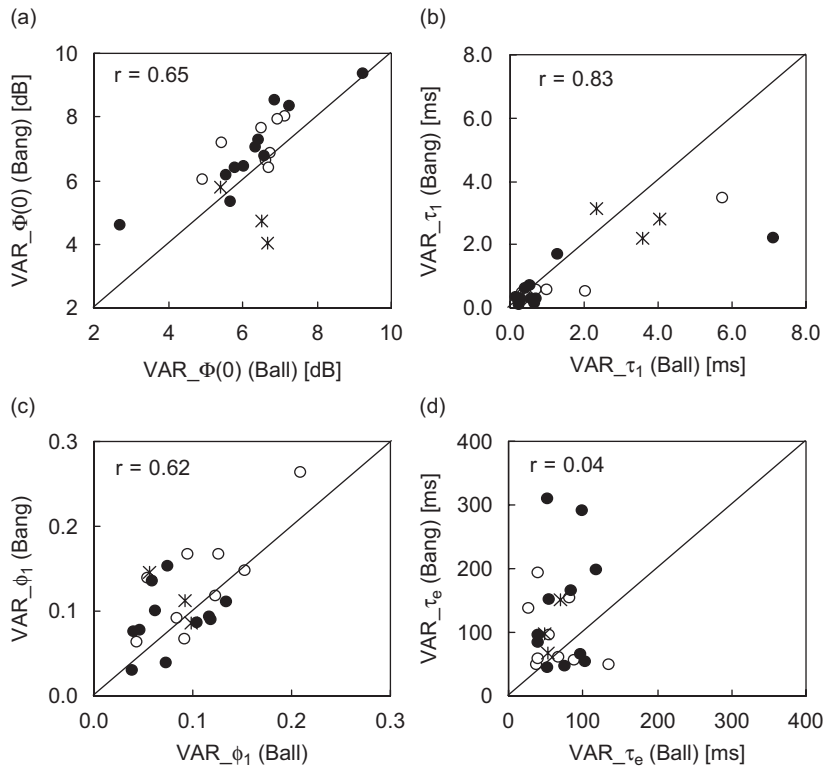 (a)
10
8
6
4
2
2
4
6
8
10
r = 0.65
VAR_Φ(0) (Bang) [dB]
VAR_Φ(0) (Ball) [dB]
(b)
8.0
6.0
4.0
2.0
0.0
0.0
2.0
4.0
6.0
8.0
r = 0.83
VAR_τ1 (Bang) [ms]
VAR_τ1 (Ball) [ms]
(c)
0.3
0.2
0.1
0.0
0.0
0.1
0.2
0.3
r = 0.62
VAR_ϕ1 (Bang)
VAR_ϕ1 (Ball)
(d)
400
300
200
100
0
0
100
200
300
400
r = 0.04
VAR_τe (Bang) [ms]
VAR_τe (Ball) [ms]